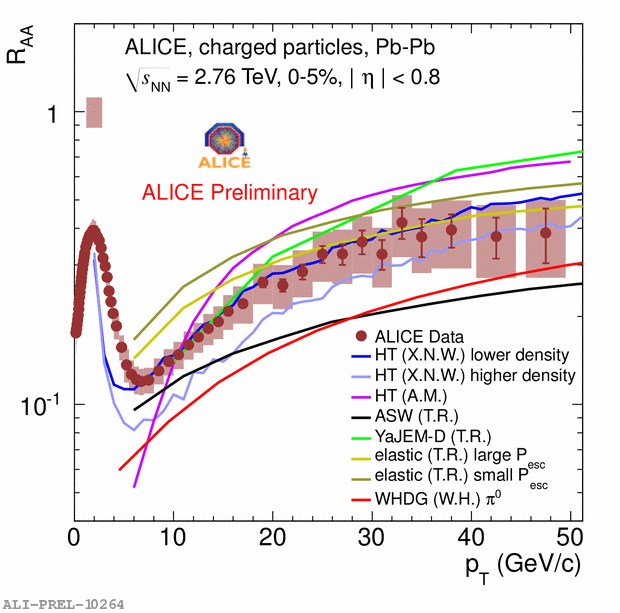 R_AA
ALICE, charged particles, Pb-Pb
√s_NN = 2.76 TeV, 0-5%, | η | < 0.8
1
ALICE
ALICE Preliminary
ALICE Data
HT (X.N.W.) lower density
HT (X.N.W.) higher density
HT (A.M.)
ASW (T.R.)
YaJEM-D (T.R.)
elastic (T.R.) large P_esc
elastic (T.R.) small P_esc
WHDG (W.H.) π^0
10^-1
0 10 20 30 40 50
p_T (GeV/c)
ALI-PREL-10264